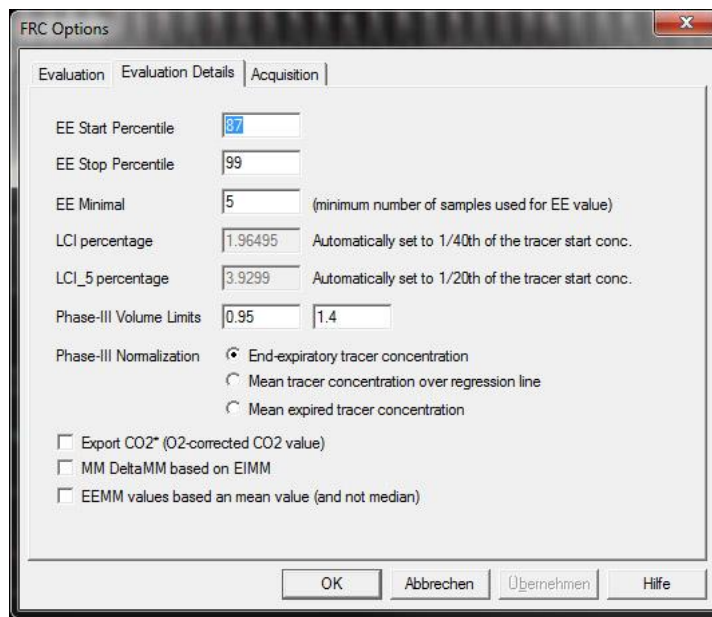 FRC Options
Evaluation Evaluation Details Acquisition
EE Start Percentile 87
EE Stop Percentile 99
EE Minimal 5 (minimum number of samples used for EE value)
LCI percentage 1.96495 Automatically set to 1/40th of the tracer start conc.
LCI_5 percentage 3.9299 Automatically set to 1/20th of the tracer start conc.
Phase-III Volume Limits 0.95 1.4
Phase-III Normalization End-expiratory tracer concentration
Mean tracer concentration over regression line
Mean expired tracer concentration
Export CO2* (O2-corrected CO2 value)
MM DeltaMM based on EIMM
EEMM values based an mean value (and not median)
OK Abbrechen Übernehmen Hilfe